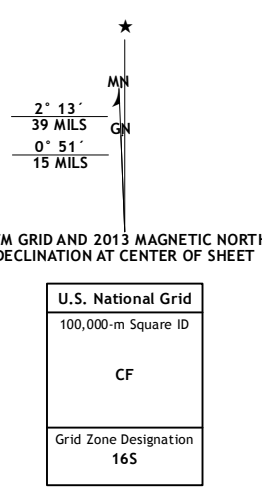 ★
MN
2° 13´
39 MILS
GN
0° 51´
15 MILS
TM GRID AND 2013 MAGNETIC NORTH
DECLINATION AT CENTER OF SHEET
U.S. National Grid
100,000-m Square ID
CF
Grid Zone Designation
16S